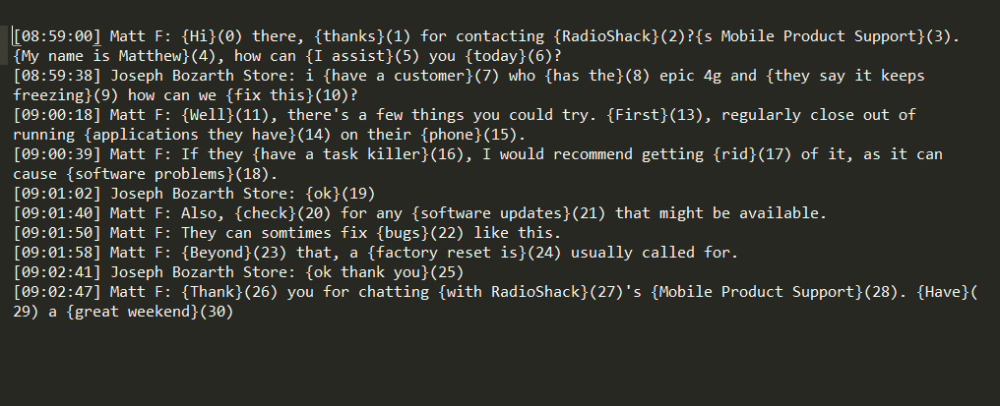 [08:59:00] Matt F: {Hi}(0) there, {thanks}(1) for contacting {RadioShack}(2)?{s Mobile Product Support}(3).
{My name is Matthew}(4), how can {I assist}(5) you {today}(6)?
[08:59:38] Joseph Bozarth Store: i {have a customer}(7) who {has the}(8) epic 4g and {they say it keeps
freezing}(9) how can we {fix this}(10)?
[09:00:18] Matt F: {Well}(11), there's a few things you could try. {First}(13), regularly close out of
running {applications they have}(14) on their {phone}(15).
[09:00:39] Matt F: If they {have a task killer}(16), I would recommend getting {rid}(17) of it, as it can
cause {software problems}(18).
[09:01:02] Joseph Bozarth Store: {ok}(19)
[09:01:40] Matt F: Also, {check}(20) for any {software updates}(21) that might be available.
[09:01:50] Matt F: They can somtimes fix {bugs}(22) like this.
[09:01:58] Matt F: {Beyond}(23) that, a {factory reset is}(24) usually called for.
[09:02:41] Joseph Bozarth Store: {ok thank you}(25)
[09:02:47] Matt F: {Thank}(26) you for chatting {with RadioShack}(27)'s {Mobile Product Support}(28). {Have}(
29) a {great weekend}(30)